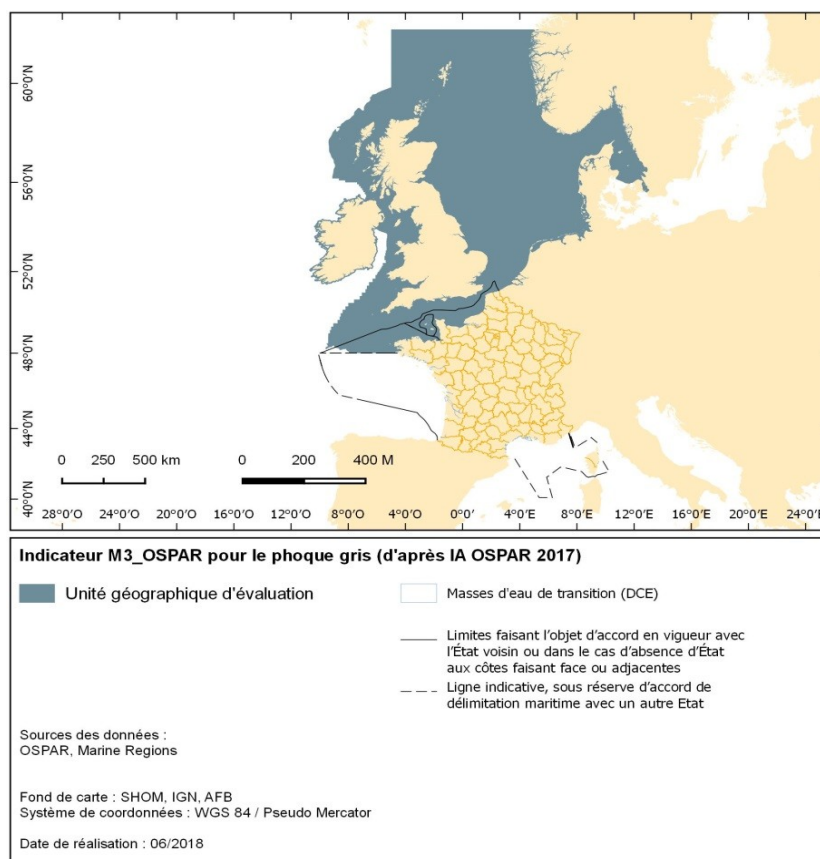 60°0'N
56°0'N
52°0'N
48°0'N
44°0'N
40°0'N
0 250 500 km
0 200 400 M
28°0'O 24°0'O 20°0'O 16°0'O 12°0'O 8°0'O 4°0'O 0°0' 4°0'E 8°0'E 12°0'E 16°0'E 20°0'E 24°0'E
Indicateur M3_OSPAR pour le phoque gris (d'après IA OSPAR 2017)
Unité géographique d'évaluation
Masses d'eau de transition (DCE)
Limites faisant l'objet d'accord en vigueur avec
l'État voisin ou dans le cas d'absence d'État
aux côtes faisant face ou adjacentes
Ligne indicative, sous réserve d'accord de
délimitation maritime avec un autre Etat
Sources des données :
OSPAR, Marine Regions
Fond de carte : SHOM, IGN, AFB
Système de coordonnées : WGS 84 / Pseudo Mercator
Date de réalisation : 06/2018